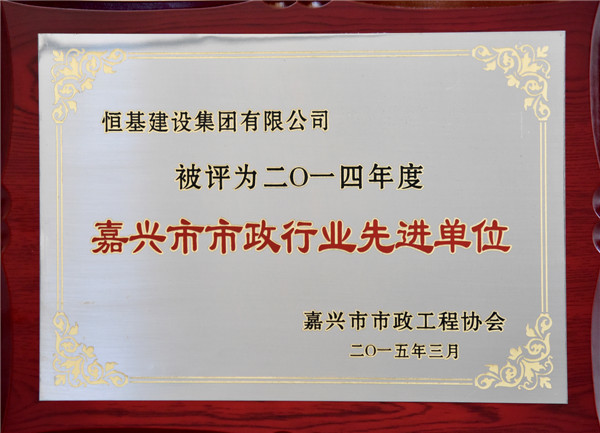 恒基建设集团有限公司
被评为二〇一四年度
嘉兴市市政行业先进单位
嘉兴市市政工程协会
二〇一五年三月